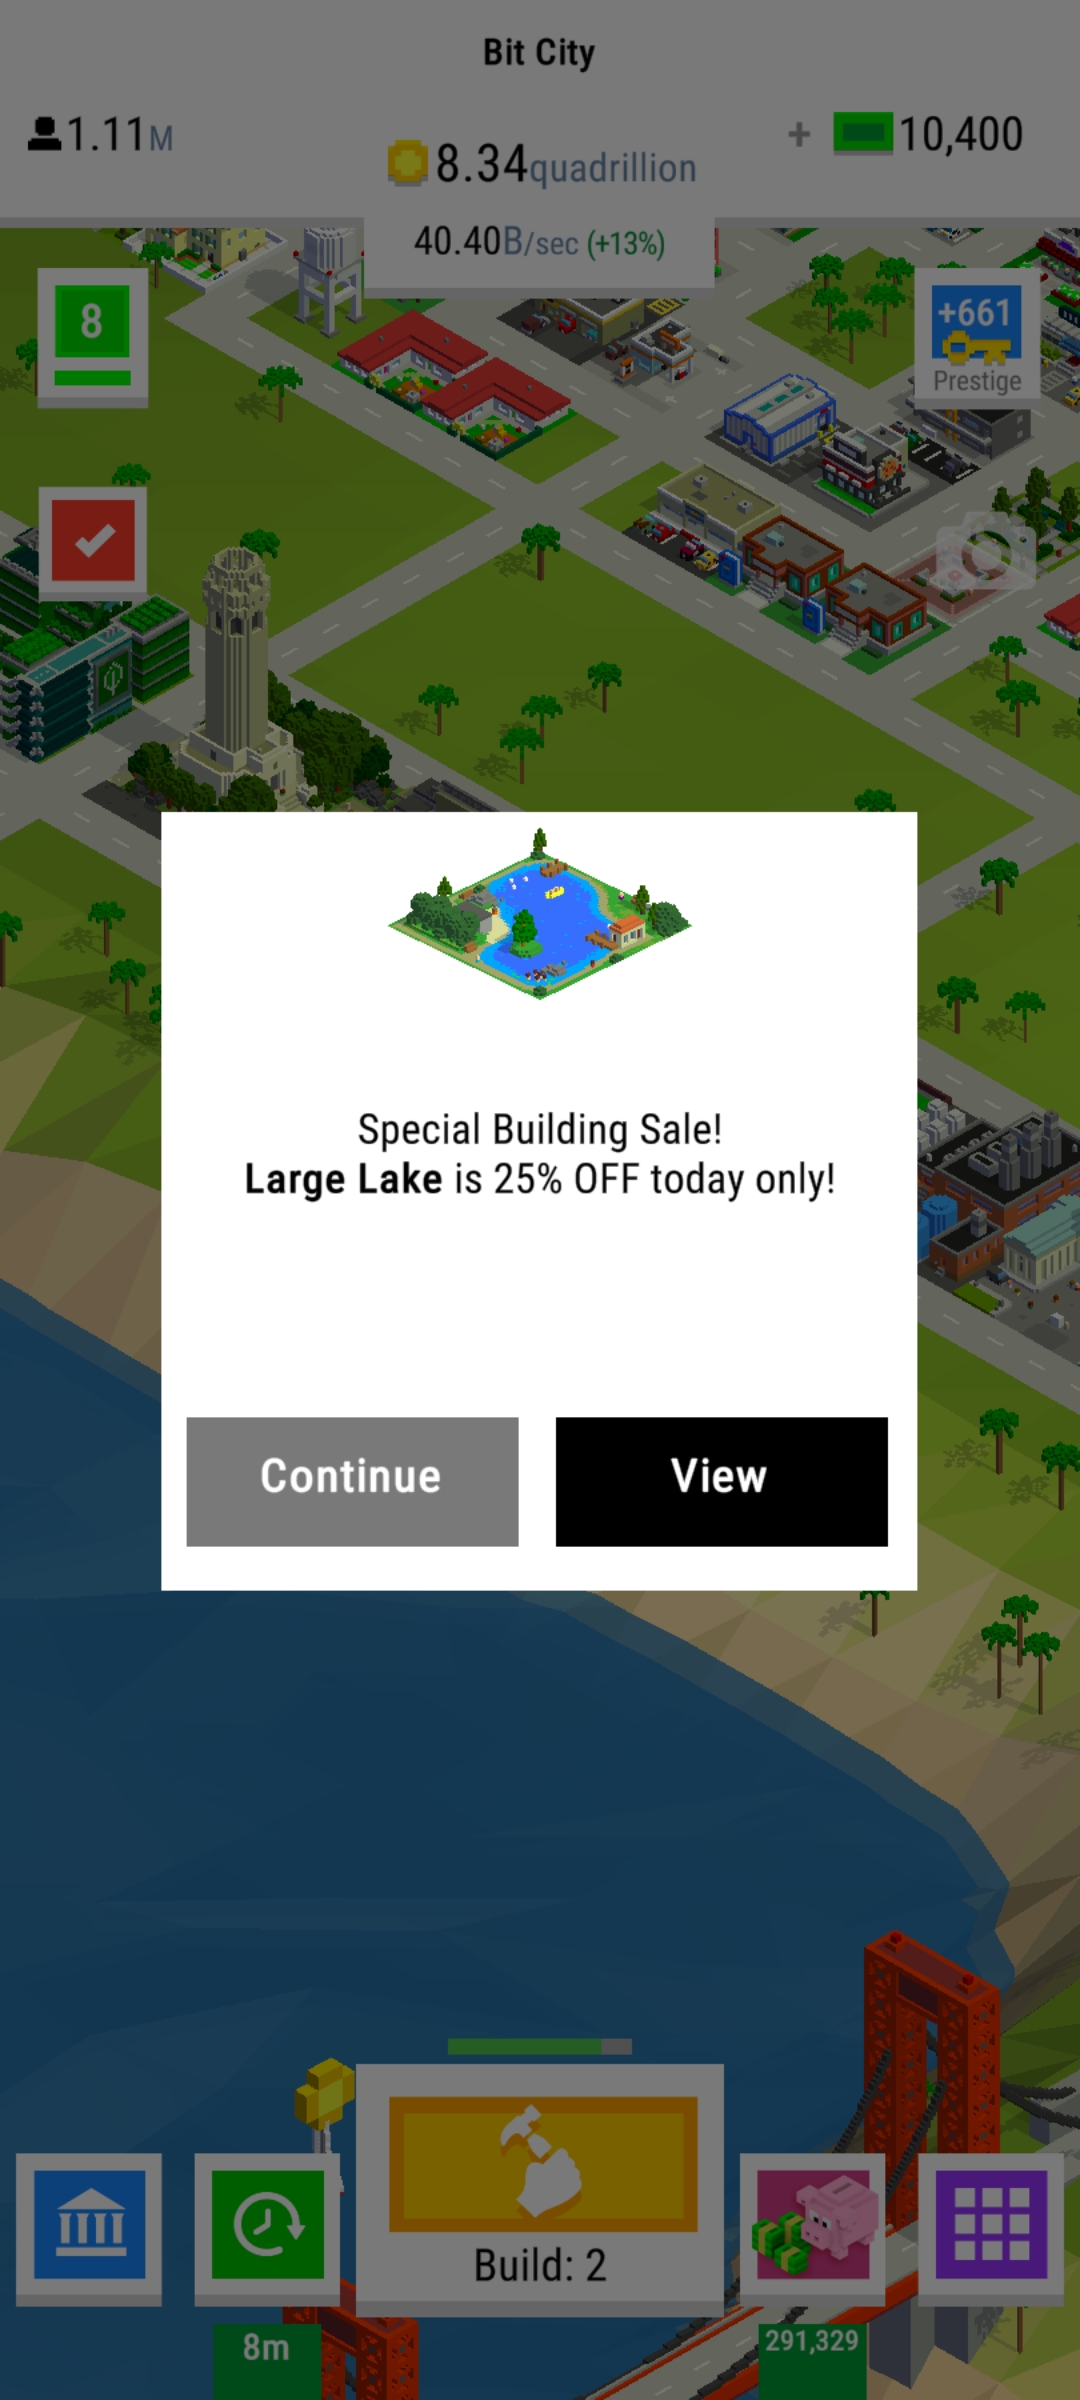 Bit City
1.11M
8.34quadrillion
+ 10,400
40.40B/sec (+13%)
8
+661
Prestige
Special Building Sale!
Large Lake is 25% OFF today only!
Continue
View
Build: 2
8m
291,329